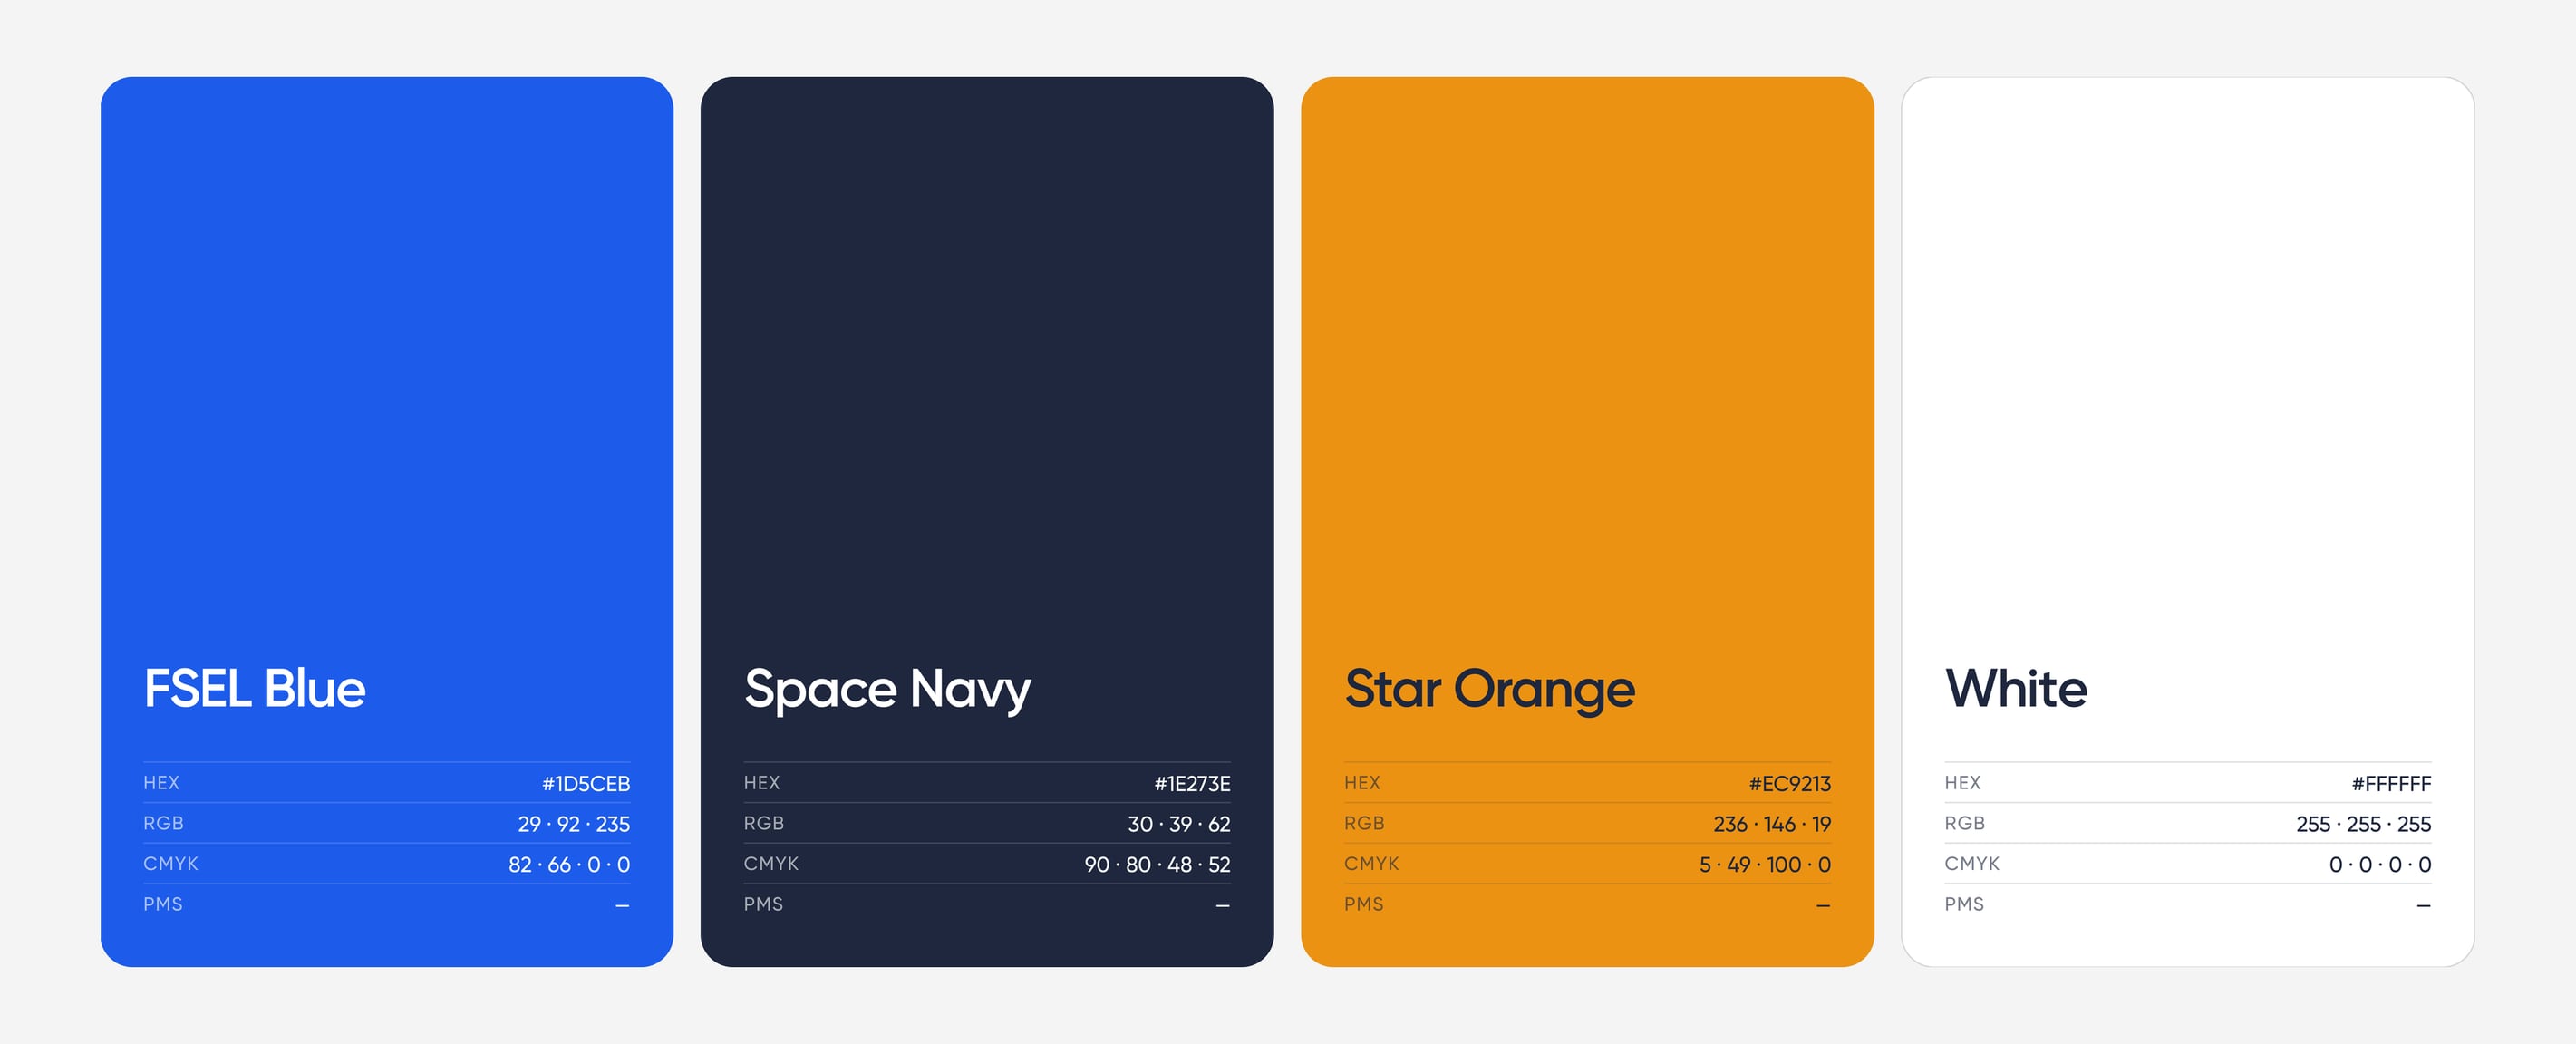 FSEL Blue
HEX #1D5CEB
RGB 29 · 92 · 235
CMYK 82 · 66 · 0 · 0
PMS –
Space Navy
HEX #1E273E
RGB 30 · 39 · 62
CMYK 90 · 80 · 48 · 52
PMS –
Star Orange
HEX #EC9213
RGB 236 · 146 · 19
CMYK 5 · 49 · 100 · 0
PMS –
White
HEX #FFFFFF
RGB 255 · 255 · 255
CMYK 0 · 0 · 0 · 0
PMS –